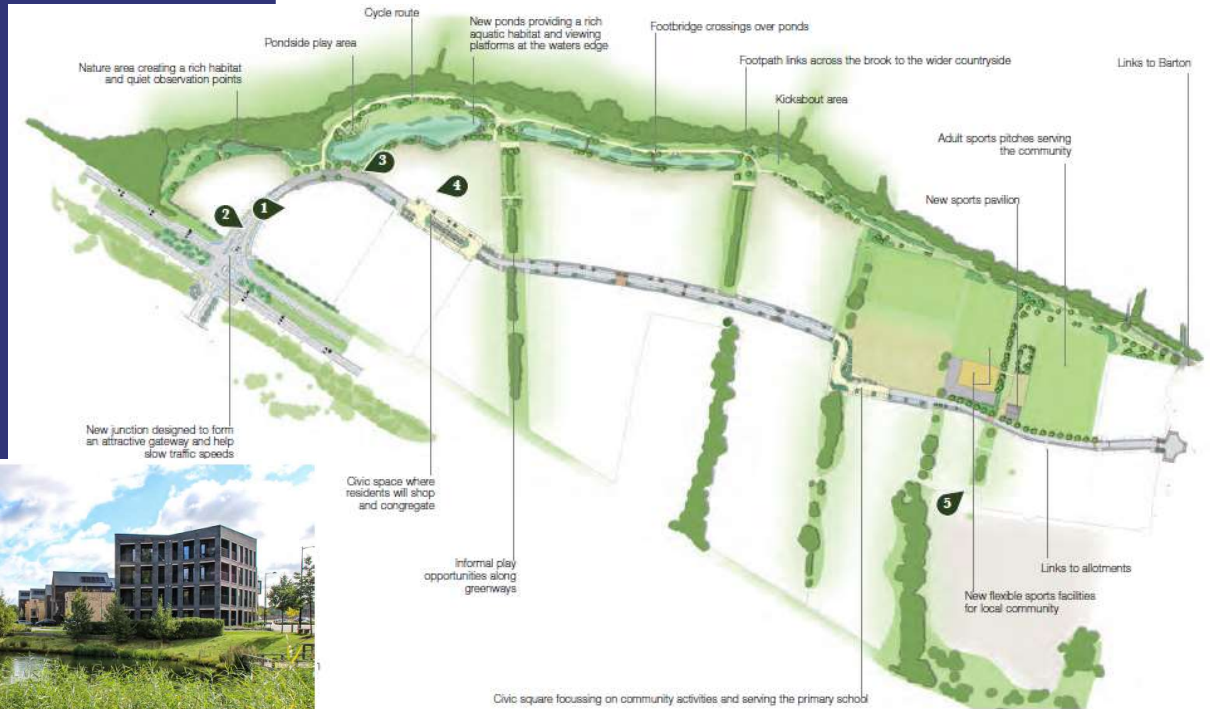 Cycle route
New ponds providing a rich
aquatic habitat and viewing
platforms at the waters edge
Footbridge crossings over ponds
Pondside play area
Footpath links across the brook to the wider countryside
Links to Barton
Nature area creating a rich habitat
and quiet observation points
Kickabout area
Adult sports pitches serving
the community
New sports pavilion
3
4
1
2
5
New junction designed to form
an attractive gateway and help
slow traffic speeds
Civic space where
residents will shop
and congregate
Informal play
opportunities along
greenways
Links to allotments
New flexible sports facilities
for local community
Civic square focussing on community activities and serving the primary school